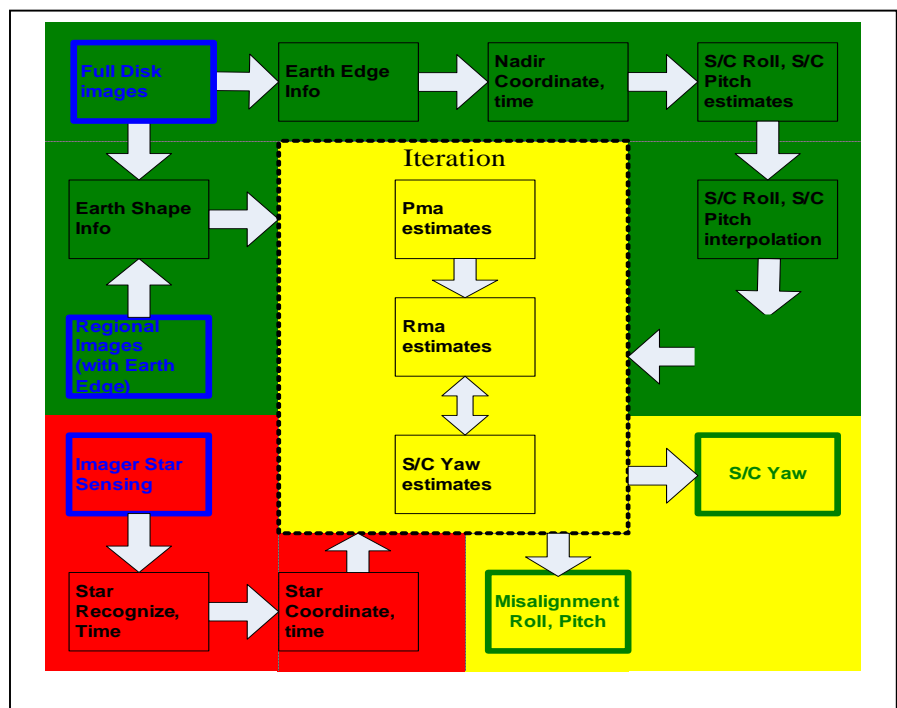 Full Disk
images
Earth Edge
Info
Nadir
Coordinate,
time
S/C Roll, S/C
Pitch
estimates
Iteration
Earth Shape
Info
Pma
estimates
S/C Roll, S/C
Pitch
interpolation
Regional
Images
(with Earth
Edge)
Rma
estimates
Imager Star
Sensing
S/C Yaw
estimates
S/C Yaw
Star
Recognize,
Time
Star
Coordinate,
time
Misalignment
Roll, Pitch